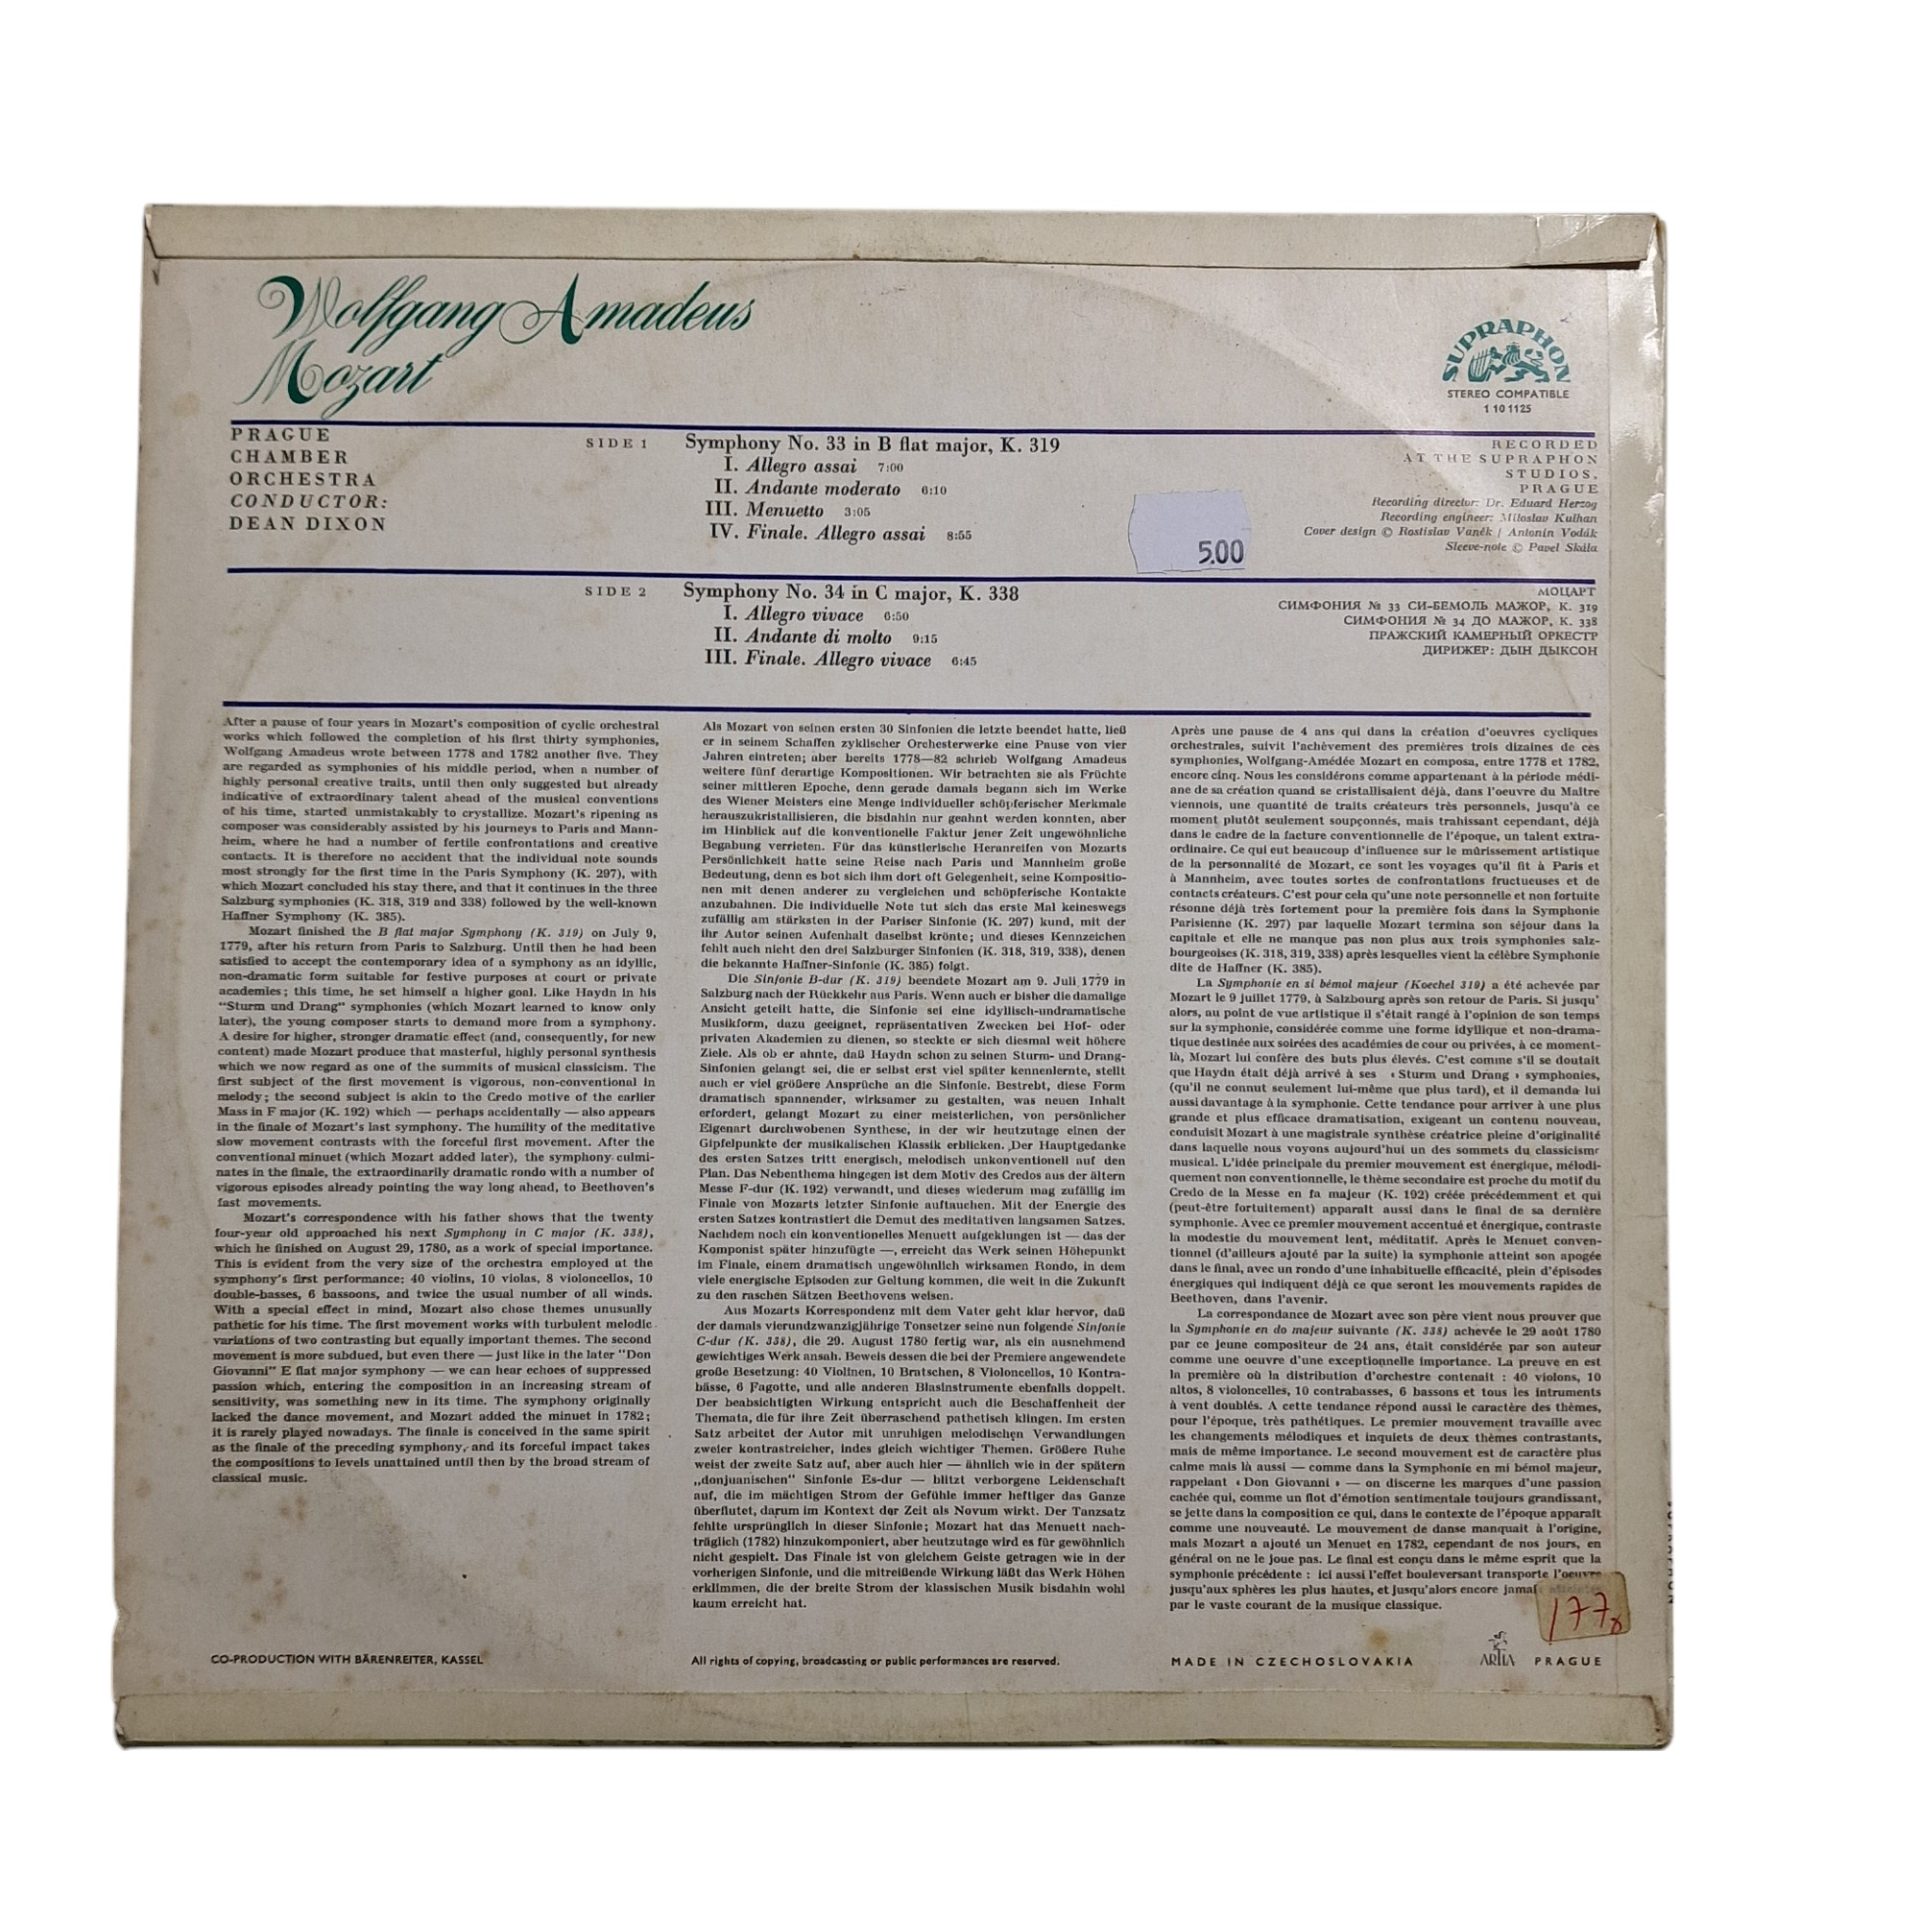 Wolfgang Amadeus
Mozart
SUPRAPHON
STEREO COMPATIBLE
1 10 1125
PRAGUE
CHAMBER
ORCHESTRA
CONDUCTOR:
DEAN DIXON
SIDE 1
Symphony No. 33 in B flat major, K. 319
I. Allegro assai 7:00
II. Andante moderato 6:10
III. Menuetto 3:05
IV. Finale. Allegro assai 8:55
5.00
RECORDED
AT THE SUPRAPHON
STUDIOS,
PRAGUE
Recording director: Dr. Eduard Herzog
Recording engineer: Miloslav Kulhan
Cover design © Rostislav Vaněk / Antonín Vodák
Sleeve-note © Pavel Skála
SIDE 2
Symphony No. 34 in C major, K. 338
I. Allegro vivace 6:50
II. Andante di molto 9:15
III. Finale. Allegro vivace 6:45
МОЦАРТ
СИМФОНИЯ № 33 СИ-БЕМОЛЬ МАЖОР, К. 319
СИМФОНИЯ № 34 ДО МАЖОР, К. 338
ПРАЖСКИЙ КАМЕРНЫЙ ОРКЕСТР
ДИРИЖЕР: ДЫН ДЫКСОН
After a pause of four years in Mozart's composition of cyclic orchestral
works which followed the completion of his first thirty symphonies,
Wolfgang Amadeus wrote between 1778 and 1782 another five. They
are regarded as symphonies of his middle period, when a number of
highly personal creative traits, until then only suggested but already
indicative of extraordinary talent ahead of the musical conventions
of his time, started unmistakably to crystallize. Mozart's ripening as
composer was considerably assisted by his journeys to Paris and Mann-
heim, where he had a number of fertile confrontations and creative
contacts. It is therefore no accident that the individual note sounds
most strongly for the first time in the Paris Symphony (K. 297), with
which Mozart concluded his stay there, and that it continues in the three
Salzburg symphonies (K. 318, 319 and 338) followed by the well-known
Haffner Symphony (K. 385).
Mozart finished the B flat major Symphony (K. 319) on July 9,
1779, after his return from Paris to Salzburg. Until then he had been
satisfied to accept the contemporary idea of a symphony as an idyllic,
non-dramatic form suitable for festive purposes at court or private
academies; this time, he set himself a higher goal. Like Haydn in his
"Sturm und Drang" symphonies (which Mozart learned to know only
later), the young composer starts to demand more from a symphony.
A desire for higher, stronger dramatic effect (and, consequently, for new
content) made Mozart produce that masterful, highly personal synthesis
which we now regard as one of the summits of musical classicism. The
first subject of the first movement is vigorous, non-conventional in
melody; the second subject is akin to the Credo motive of the earlier
Mass in F major (K. 192) which — perhaps accidentally — also appears
in the finale of Mozart's last symphony. The humility of the meditative
slow movement contrasts with the forceful first movement. After the
conventional minuet (which Mozart added later), the symphony culmi-
nates in the finale, the extraordinarily dramatic rondo with a number of
vigorous episodes already pointing the way long ahead, to Beethoven's
fast movements.
Mozart's correspondence with his father shows that the twenty
four-year old approached his next Symphony in C major (K. 338),
which he finished on August 29, 1780, as a work of special importance.
This is evident from the very size of the orchestra employed at the
symphony's first performance: 40 violins, 10 violas, 8 violoncellos, 10
double-basses, 6 bassoons, and twice the usual number of all winds.
With a special effect in mind, Mozart also chose themes unusually
pathetic for his time. The first movement works with turbulent melodic
variations of two contrasting but equally important themes. The second
movement is more subdued, but even there — just like in the later "Don
Giovanni" E flat major symphony — we can hear echoes of suppressed
passion which, entering the composition in an increasing stream of
sensitivity, was something new in its time. The symphony originally
lacked the dance movement, and Mozart added the minuet in 1782;
it is rarely played nowadays. The finale is conceived in the same spirit
as the finale of the preceding symphony, and its forceful impact takes
the compositions to levels unattained until then by the broad stream of
classical music.
Als Mozart von seinen ersten 30 Sinfonien die letzte beendet hatte, ließ
er in seinem Schaffen zyklischer Orchesterwerke eine Pause von vier
Jahren eintreten; aber bereits 1778—82 schrieb Wolfgang Amadeus
weitere fünf derartige Kompositionen. Wir betrachten sie als Früchte
seiner mittleren Epoche, denn gerade damals begann sich im Werke
des Wiener Meisters eine Menge individueller schöpferischer Merkmale
herauszukristallisieren, die bisdahin nur geahnt werden konnten, aber
im Hinblick auf die konventionelle Faktur jener Zeit ungewöhnliche
Begabung verrieten. Für das künstlerische Heranreifen von Mozarts
Persönlichkeit hatte seine Reise nach Paris und Mannheim große
Bedeutung, denn es bot sich ihm dort oft Gelegenheit, seine Kompositio-
nen mit denen anderer zu vergleichen und schöpferische Kontakte
anzubahnen. Die individuelle Note tut sich das erste Mal keineswegs
zufällig am stärksten in der Pariser Sinfonie (K. 297) kund, mit der
ihr Autor seinen Aufenhalt daselbst krönte; und dieses Kennzeichen
fehlt auch nicht den drei Salzburger Sinfonien (K. 318, 319, 338), denen
die bekannte Haffner-Sinfonie (K. 385) folgt.
Die Sinfonie B-dur (K. 319) beendete Mozart am 9. Juli 1779 in
Salzburg nach der Rückkehr aus Paris. Wenn auch er bisher die damalige
Ansicht geteilt hatte, die Sinfonie sei eine idyllisch-undramatische
Musikform, dazu geeignet, repräsentativen Zwecken bei Hof- oder
privaten Akademien zu dienen, so steckte er sich diesmal weit höhere
Ziele. Als ob er ahnte, daß Haydn schon zu seinen Sturm- und Drang-
Sinfonien gelangt sei, die er selbst erst viel später kennenlernte, stellt
auch er viel größere Ansprüche an die Sinfonie. Bestrebt, diese Form
dramatisch spannender, wirksamer zu gestalten, was neuen Inhalt
erfordert, gelangt Mozart zu einer meisterlichen, von persönlicher
Eigenart durchwobenen Synthese, in der wir heutzutage einen der
Gipfelpunkte der musikalischen Klassik erblicken. Der Hauptgedanke
des ersten Satzes tritt energisch, melodisch unkonventionell auf den
Plan. Das Nebenthema hingegen ist dem Motiv des Credos aus der ältern
Messe F-dur (K. 192) verwandt, und dieses wiederum mag zufällig im
Finale von Mozarts letzter Sinfonie auftauchen. Mit der Energie des
ersten Satzes kontrastiert die Demut des meditativen langsamen Satzes.
Nachdem noch ein konventionelles Menuett aufgeklungen ist — das der
Komponist später hinzufügte —, erreicht das Werk seinen Höhepunkt
im Finale, einem dramatisch ungewöhnlich wirksamen Rondo, in dem
viele energische Episoden zur Geltung kommen, die weit in die Zukunft
zu den raschen Sätzen Beethovens weisen.
Aus Mozarts Korrespondenz mit dem Vater geht klar hervor, daß
der damals vierundzwanzigjährige Tonsetzer seine nun folgende Sinfonie
C-dur (K. 338), die 29. August 1780 fertig war, als ein ausnehmend
gewichtiges Werk ansah. Beweis dessen die bei der Premiere angewendete
große Besetzung: 40 Violinen, 10 Bratschen, 8 Violoncellos, 10 Kontra-
bässe, 6 Fagotte, und alle anderen Blasinstrumente ebenfalls doppelt.
Der beabsichtigten Wirkung entspricht auch die Beschaffenheit der
Themata, die für ihre Zeit überraschend pathetisch klingen. Im ersten
Satz arbeitet der Autor mit unruhigen melodischen Verwandlungen
zweier kontrastreicher, indes gleich wichtiger Themen. Größere Ruhe
weist der zweite Satz auf, aber auch hier — ähnlich wie in der spätern
„donjuanischen" Sinfonie Es-dur — blitzt verborgene Leidenschaft
auf, die im mächtigen Strom der Gefühle immer heftiger das Ganze
überflutet, darum im Kontext der Zeit als Novum wirkt. Der Tanzsatz
fehlte ursprünglich in dieser Sinfonie; Mozart hat das Menuett nach-
träglich (1782) hinzukomponiert, aber heutzutage wird es für gewöhnlich
nicht gespielt. Das Finale ist von gleichem Geiste getragen wie in der
vorherigen Sinfonie, und die mitreißende Wirkung läßt das Werk Höhen
erklimmen, die der breite Strom der klassischen Musik bisdahin wohl
kaum erreicht hat.
Après une pause de 4 ans qui dans la création d'oeuvres cycliques
orchestrales, suivit l'achèvement des premières trois dizaines de ces
symphonies, Wolfgang-Amédée Mozart en composa, entre 1778 et 1782,
encore cinq. Nous les considérons comme appartenant à la période médi-
ane de sa création quand se cristallisaient déjà, dans l'oeuvre du Maître
viennois, une quantité de traits créateurs très personnels, jusqu'à ce
moment plutôt seulement soupçonnés, mais trahissant cependant, déjà
dans le cadre de la facture conventionnelle de l'époque, un talent extra-
ordinaire. Ce qui eut beaucoup d'influence sur le mûrissement artistique
de la personnalité de Mozart, ce sont les voyages qu'il fit à Paris et
à Mannheim, avec toutes sortes de confrontations fructueuses et de
contacts créateurs. C'est pour cela qu'une note personnelle et non fortuite
résonne déjà très fortement pour la première fois dans la Symphonie
Parisienne (K. 297) par laquelle Mozart termina son séjour dans la
capitale et elle ne manque pas non plus aux trois symphonies salz-
bourgeoises (K. 318, 319, 338) après lesquelles vient la célèbre Symphonie
dite de Haffner (K. 385).
La Symphonie en si bémol majeur (Koechel 319) a été achevée par
Mozart le 9 juillet 1779, à Salzbourg après son retour de Paris. Si jusqu'
alors, au point de vue artistique il s'était rangé à l'opinion de son temps
sur la symphonie, considérée comme une forme idyllique et non-drama-
tique destinée aux soirées des académies de cour ou privées, à ce moment-
là, Mozart lui confère des buts plus élevés. C'est comme s'il se doutait
que Haydn était déjà arrivé à ses «Sturm und Drang» symphonies,
(qu'il ne connut seulement lui-même que plus tard), et il demanda lui
aussi davantage à la symphonie. Cette tendance pour arriver à une plus
grande et plus efficace dramatisation, exigeant un contenu nouveau,
conduisit Mozart à une magistrale synthèse créatrice pleine d'originalité
dans laquelle nous voyons aujourd'hui un des sommets du classicisme
musical. L'idée principale du premier mouvement est énergique, mélodi-
quement non conventionnelle, le thème secondaire est proche du motif du
Credo de la Messe en fa majeur (K. 192) créée précédemment et qui
(peut-être fortuitement) apparaît aussi dans le final de sa dernière
symphonie. Avec ce premier mouvement accentué et énergique, contraste
la modestie du mouvement lent, méditatif. Après le Menuet conven-
tionnel (d'ailleurs ajouté par la suite) la symphonie atteint son apogée
dans le final, avec un rondo d'une inhabituelle efficacité, plein d'épisodes
énergiques qui indiquent déjà ce que seront les mouvements rapides de
Beethoven, dans l'avenir.
La correspondance de Mozart avec son père vient nous prouver que
la Symphonie en do majeur suivante (K. 338) achevée le 29 août 1780
par ce jeune compositeur de 24 ans, était considérée par son auteur
comme une oeuvre d'une exceptionnelle importance. La preuve en est
la première où la distribution d'orchestre contenait : 40 violons, 10
altos, 8 violoncelles, 10 contrabasses, 6 bassons et tous les intruments
à vent doublés. A cette tendance répond aussi le caractère des thèmes,
pour l'époque, très pathétiques. Le premier mouvement travaille avec
les changements mélodiques et inquiets de deux thèmes contrastants,
mais de même importance. Le second mouvement est de caractère plus
calme mais là aussi — comme dans la Symphonie en mi bémol majeur,
rappelant «Don Giovanni» — on discerne les marques d'une passion
cachée qui, comme un flot d'émotion sentimentale toujours grandissant,
se jette dans la composition ce qui, dans le contexte de l'époque apparaît
comme une nouveauté. Le mouvement de danse manquait à l'origine,
mais Mozart a ajouté un Menuet en 1782, cependant de nos jours, en
général on ne le joue pas. Le final est conçu dans le même esprit que la
symphonie précédente : ici aussi l'effet bouleversant transporte l'oeuvre
jusqu'aux sphères les plus hautes, et jusqu'alors encore jamais
par le vaste courant de la musique classique.
177
CO-PRODUCTION WITH BÄRENREITER, KASSEL
All rights of copying, broadcasting or public performances are reserved.
MADE IN CZECHOSLOVAKIA
ARTIA PRAGUE